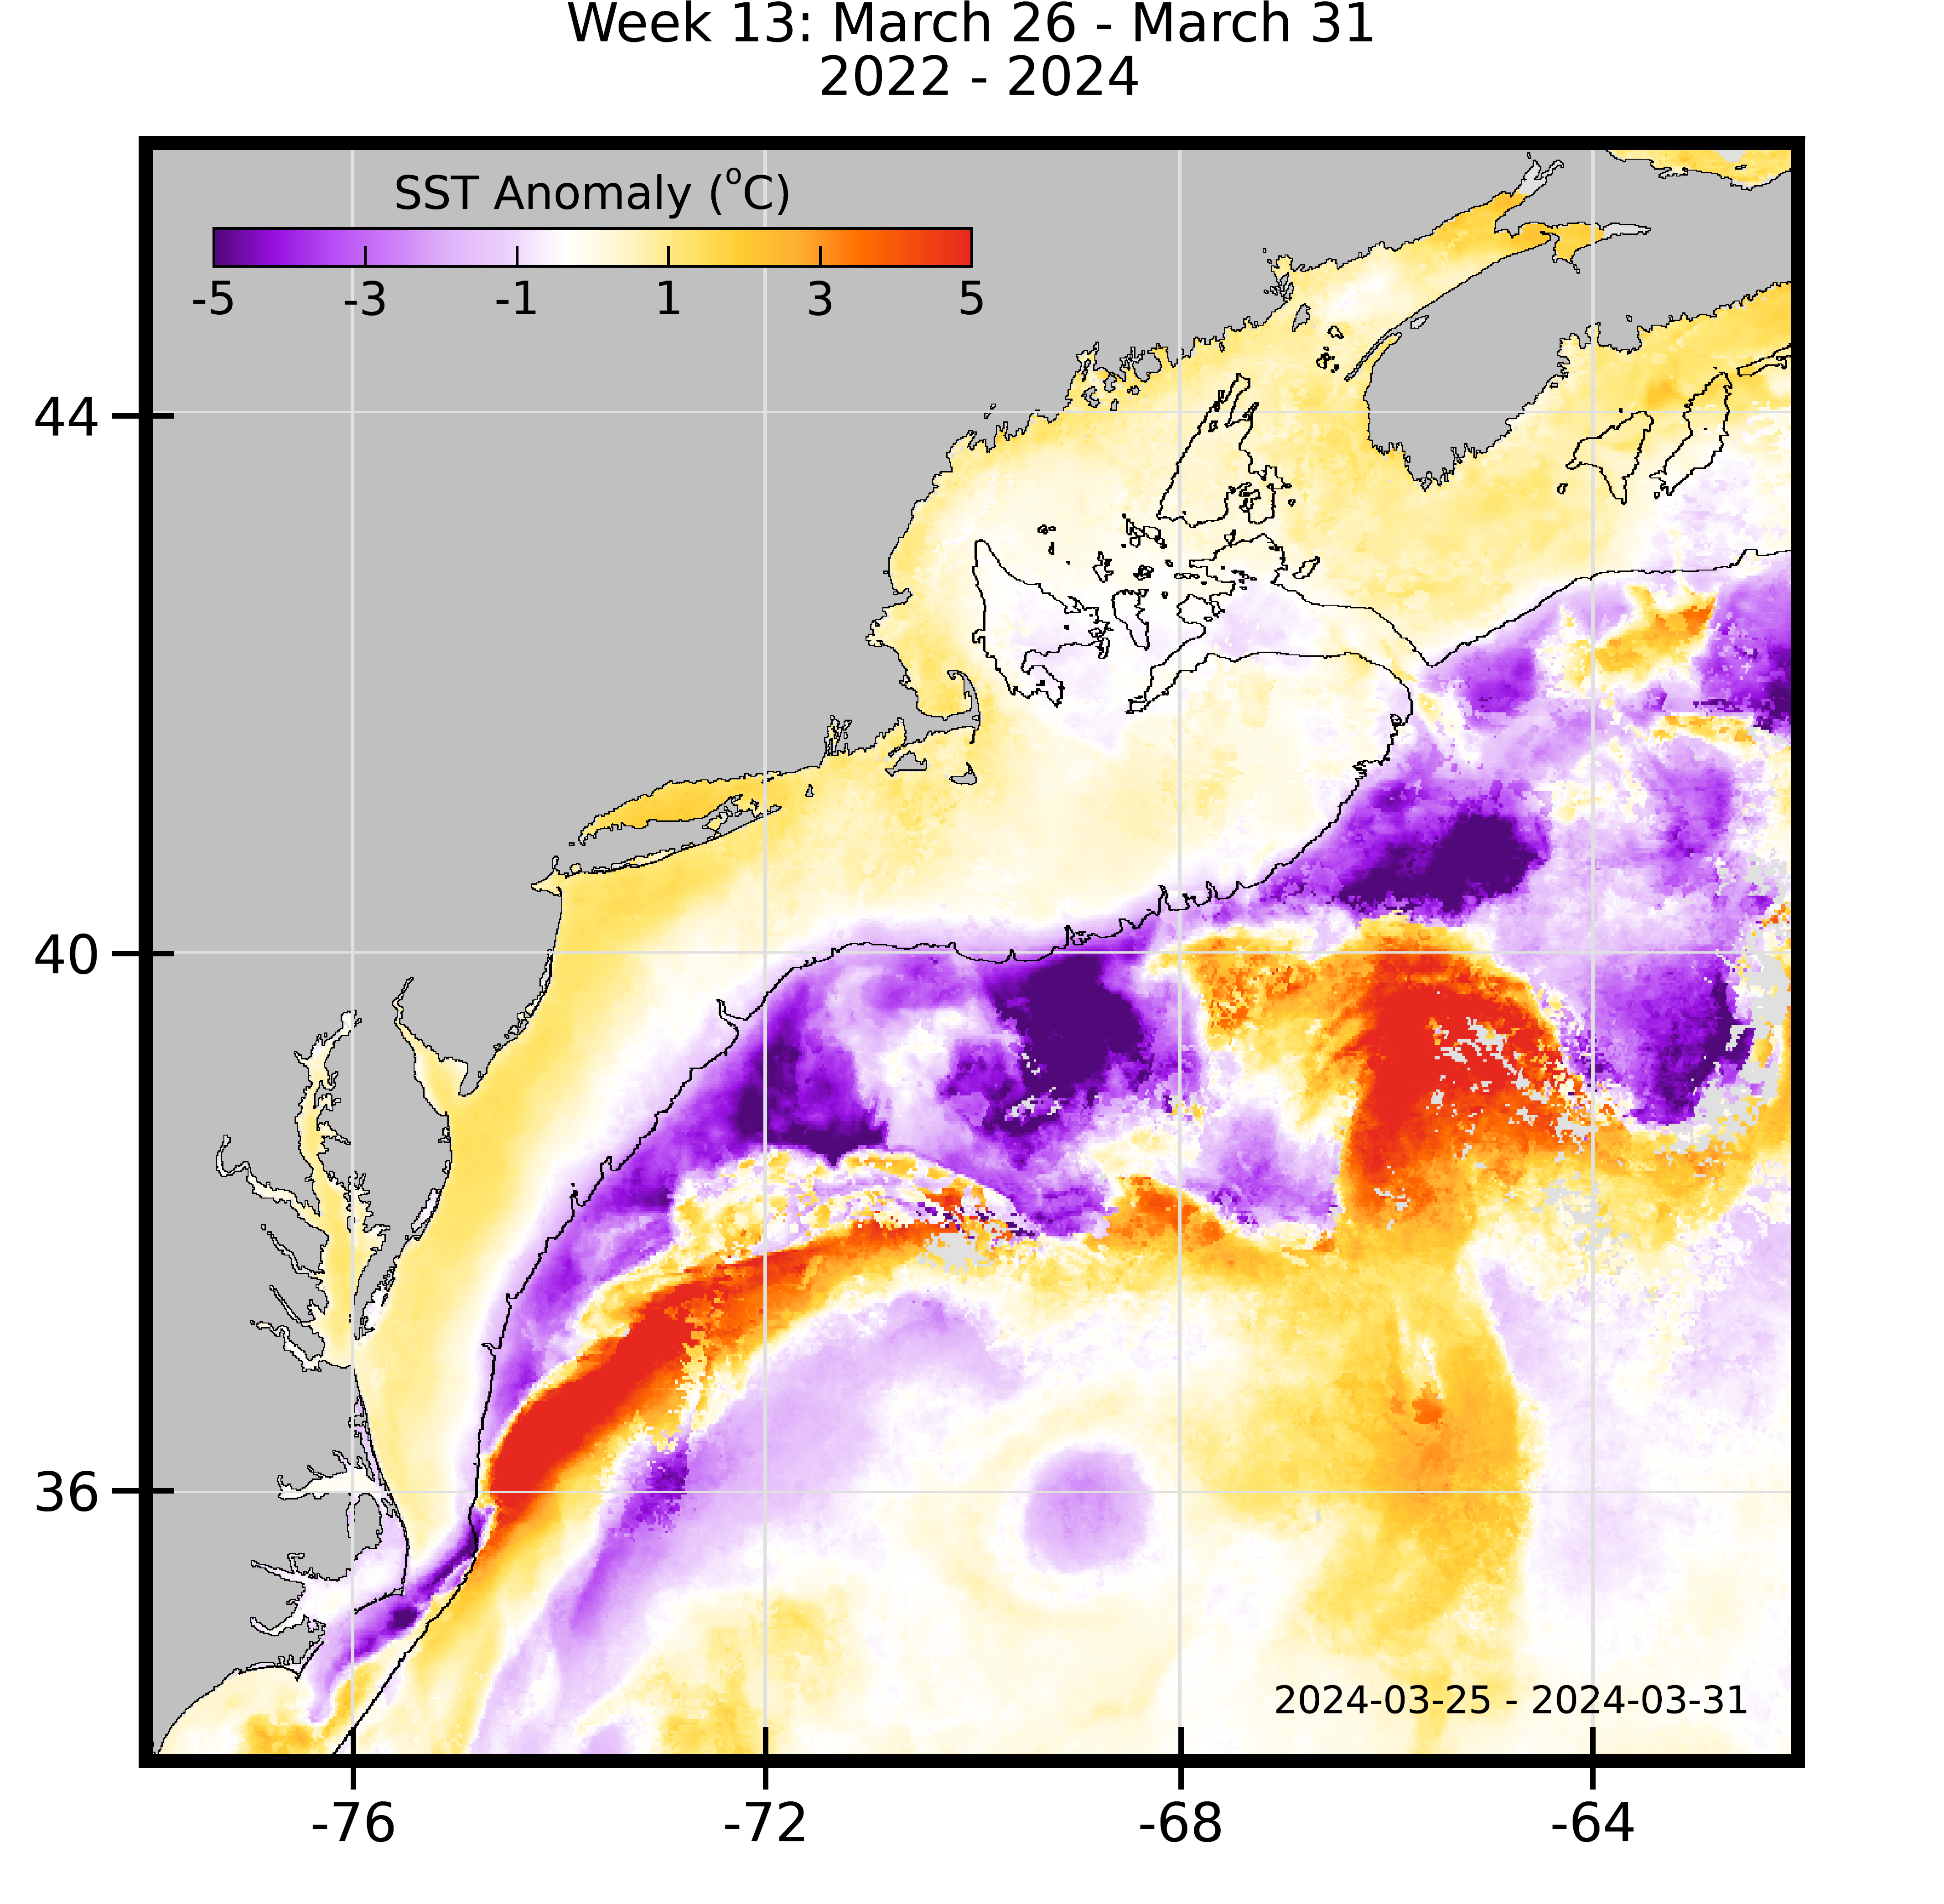 Week 13: March 26 - March 31
2022 - 2024
SST Anomaly (°C)
-5 -3 -1 1 3 5
44
40
36
2024-03-25 - 2024-03-31
-76 -72 -68 -64